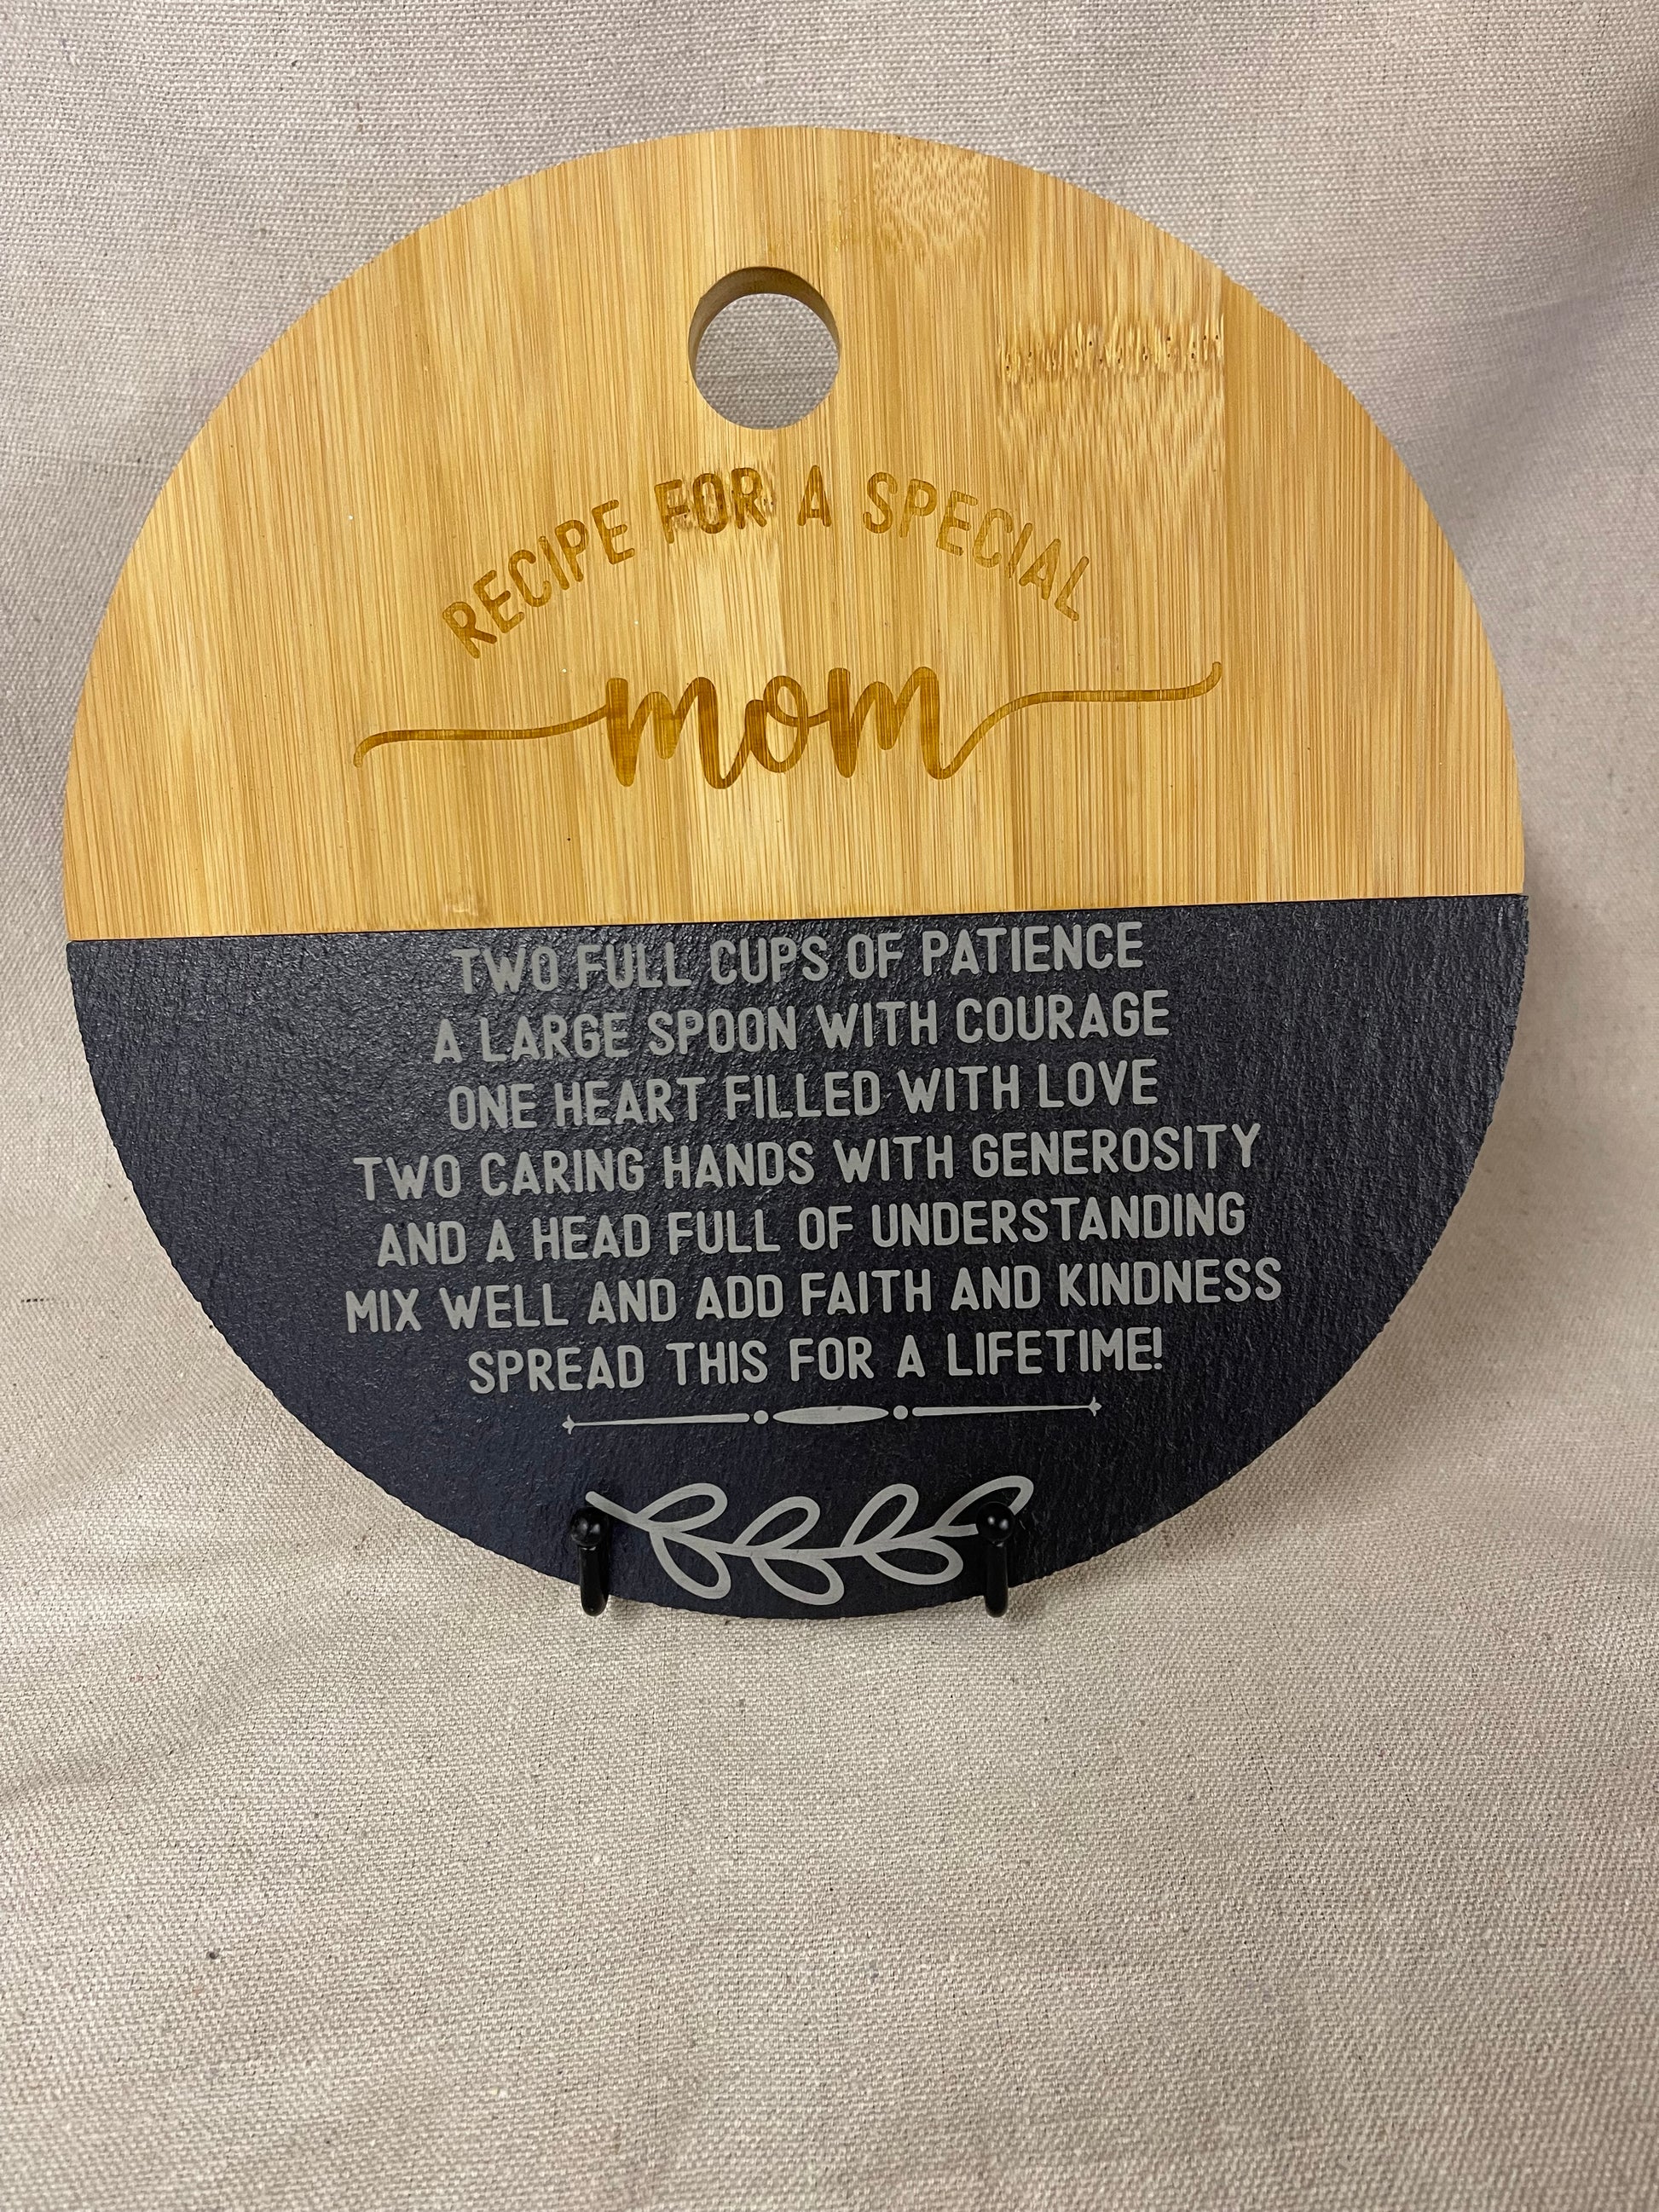 RECIPE FOR A SPECIAL
mom
TWO FULL CUPS OF PATIENCE
A LARGE SPOON WITH COURAGE
ONE HEART FILLED WITH LOVE
TWO CARING HANDS WITH GENEROSITY
AND A HEAD FULL OF UNDERSTANDING
MIX WELL AND ADD FAITH AND KINDNESS
SPREAD THIS FOR A LIFETIME!